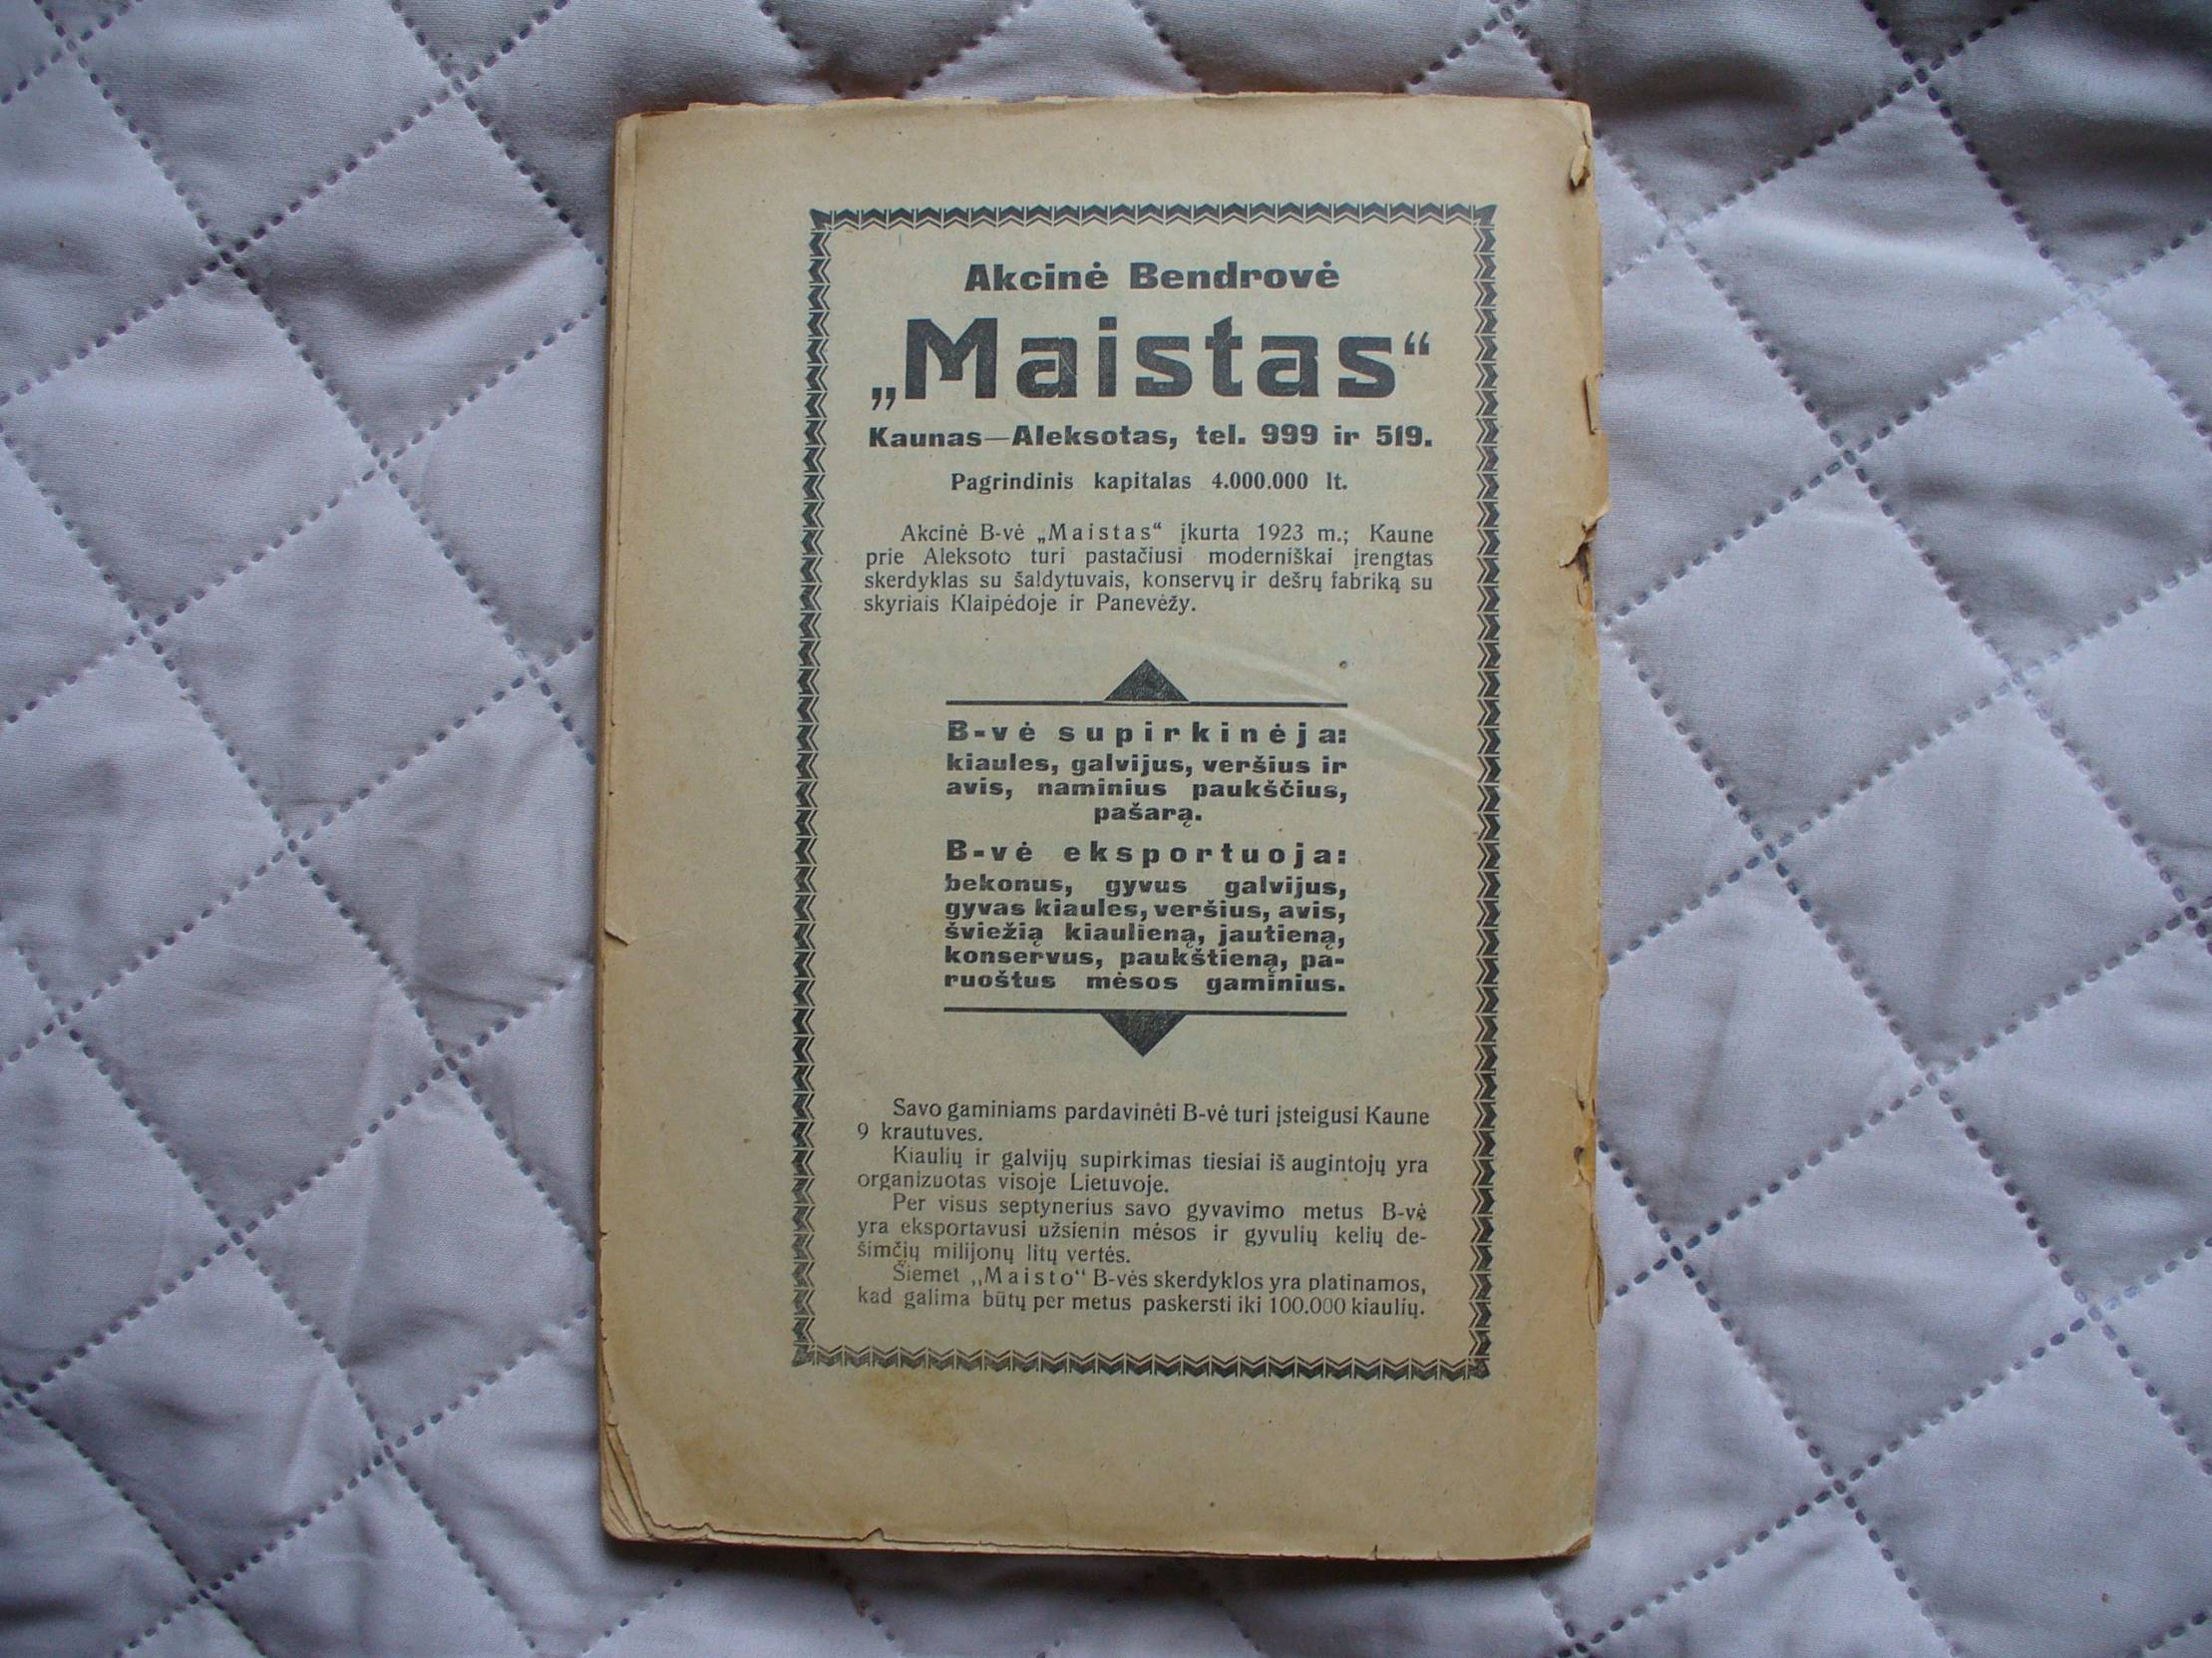 Akcinė Bendrovė
„Maistas“
Kaunas—Aleksotas, tel. 999 ir 519.
Pagrindinis kapitalas 4.000.000 lt.
Akcinė B-vė „Maistas“ įkurta 1923 m.; Kaune
prie Aleksoto turi pastačiusi moderniškai įrengtas
skerdyklas su šaldytuvais, konservų ir dešrų fabriką su
skyriais Klaipėdoje ir Panevėžy.
B-vė supirkinėja:
kiaules, galvijus, veršius ir
avis, naminius paukščius,
pašarą.
B-vė eksportuoja:
bekonus, gyvus galvijus,
gyvas kiaules, veršius, avis,
šviežią kiaulieną, jautieną,
konservus, paukštieną, pa-
ruoštus mėsos gaminius.
Savo gaminiams pardavinėti B-vė turi įsteigusi Kaune
9 krautuves.
Kiaulių ir galvijų supirkimas tiesiai iš augintojų yra
organizuotas visoje Lietuvoje.
Per visus septynerius savo gyvavimo metus B-vė
yra eksportavusi užsienin mėsos ir gyvulių kelių de-
šimčių milijonų litų vertės.
Šiemet „Maisto“ B-vės skerdyklos yra platinamos,
kad galima būtų per metus paskersti iki 100.000 kiaulių.